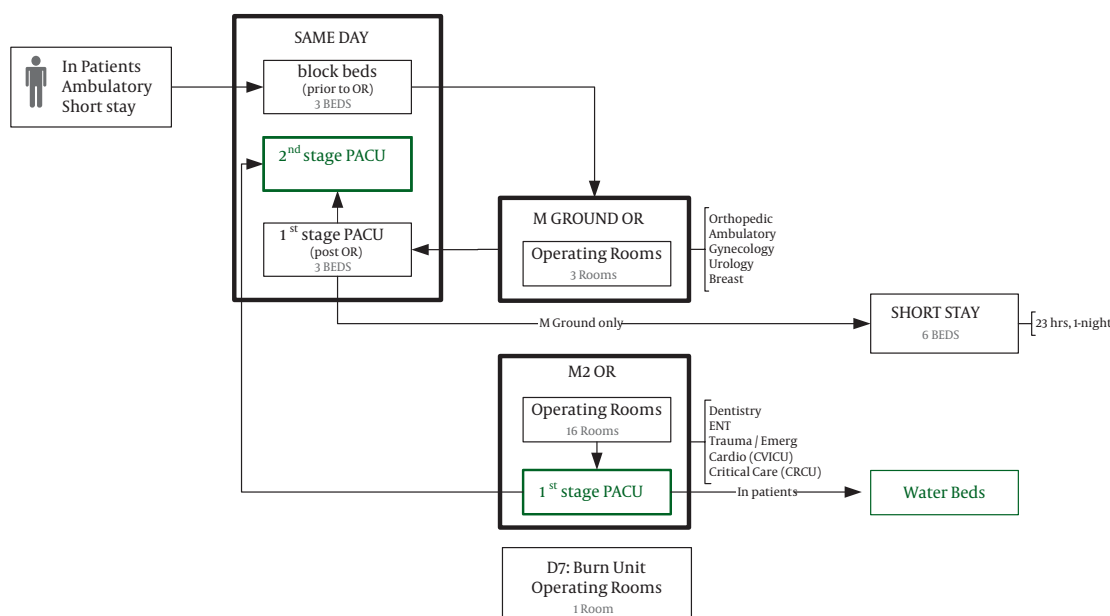 In Patients
Ambulatory
Short stay
SAME DAY
block beds
(prior to OR)
3 BEDS
2nd stage PACU
1st stage PACU
(post OR)
3 BEDS
M GROUND OR
Operating Rooms
3 Rooms
Orthopedic
Ambulatory
Gynecology
Urology
Breast
M Ground only
SHORT STAY
6 BEDS
23 hrs, 1-night
M2 OR
Operating Rooms
16 Rooms
1st stage PACU
Dentistry
ENT
Trauma / Emerg
Cardio (CVICU)
Critical Care (CRCU)
In patients
Water Beds
D7: Burn Unit
Operating Rooms
1 Room